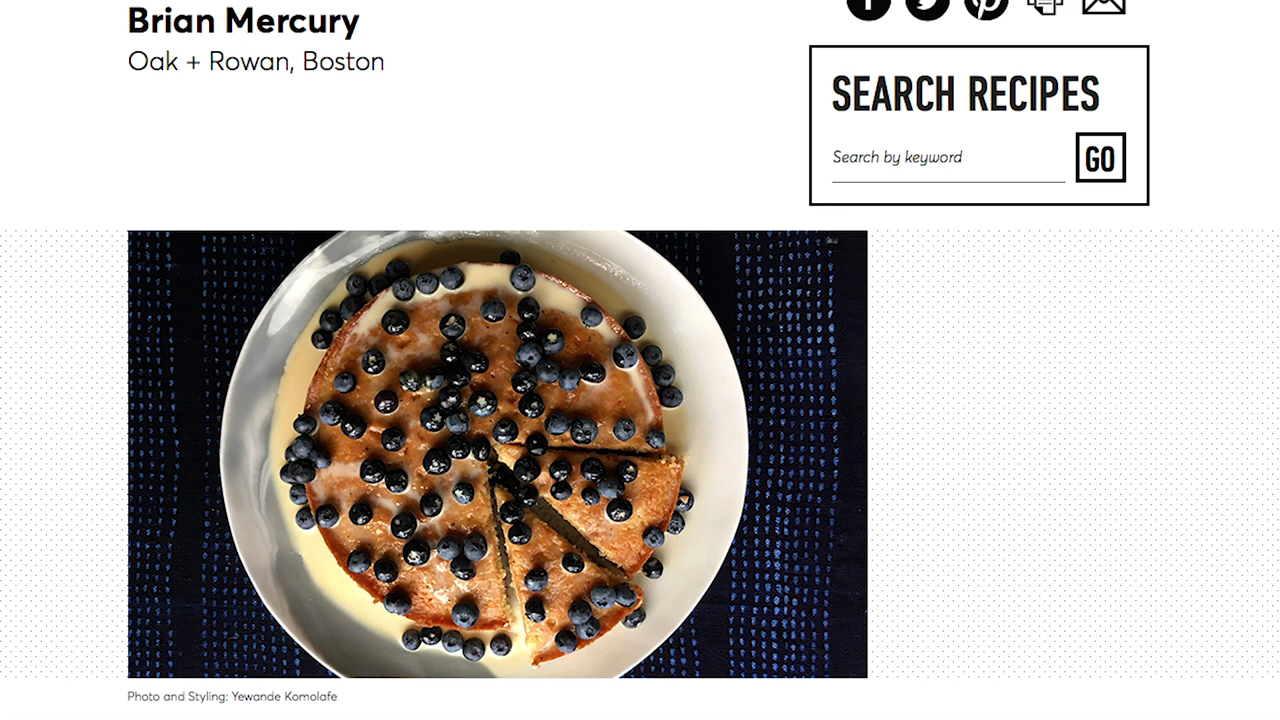 Brian Mercury
Oak + Rowan, Boston
SEARCH RECIPES
Search by keyword
GO
Photo and Styling: Yewande Komolafe